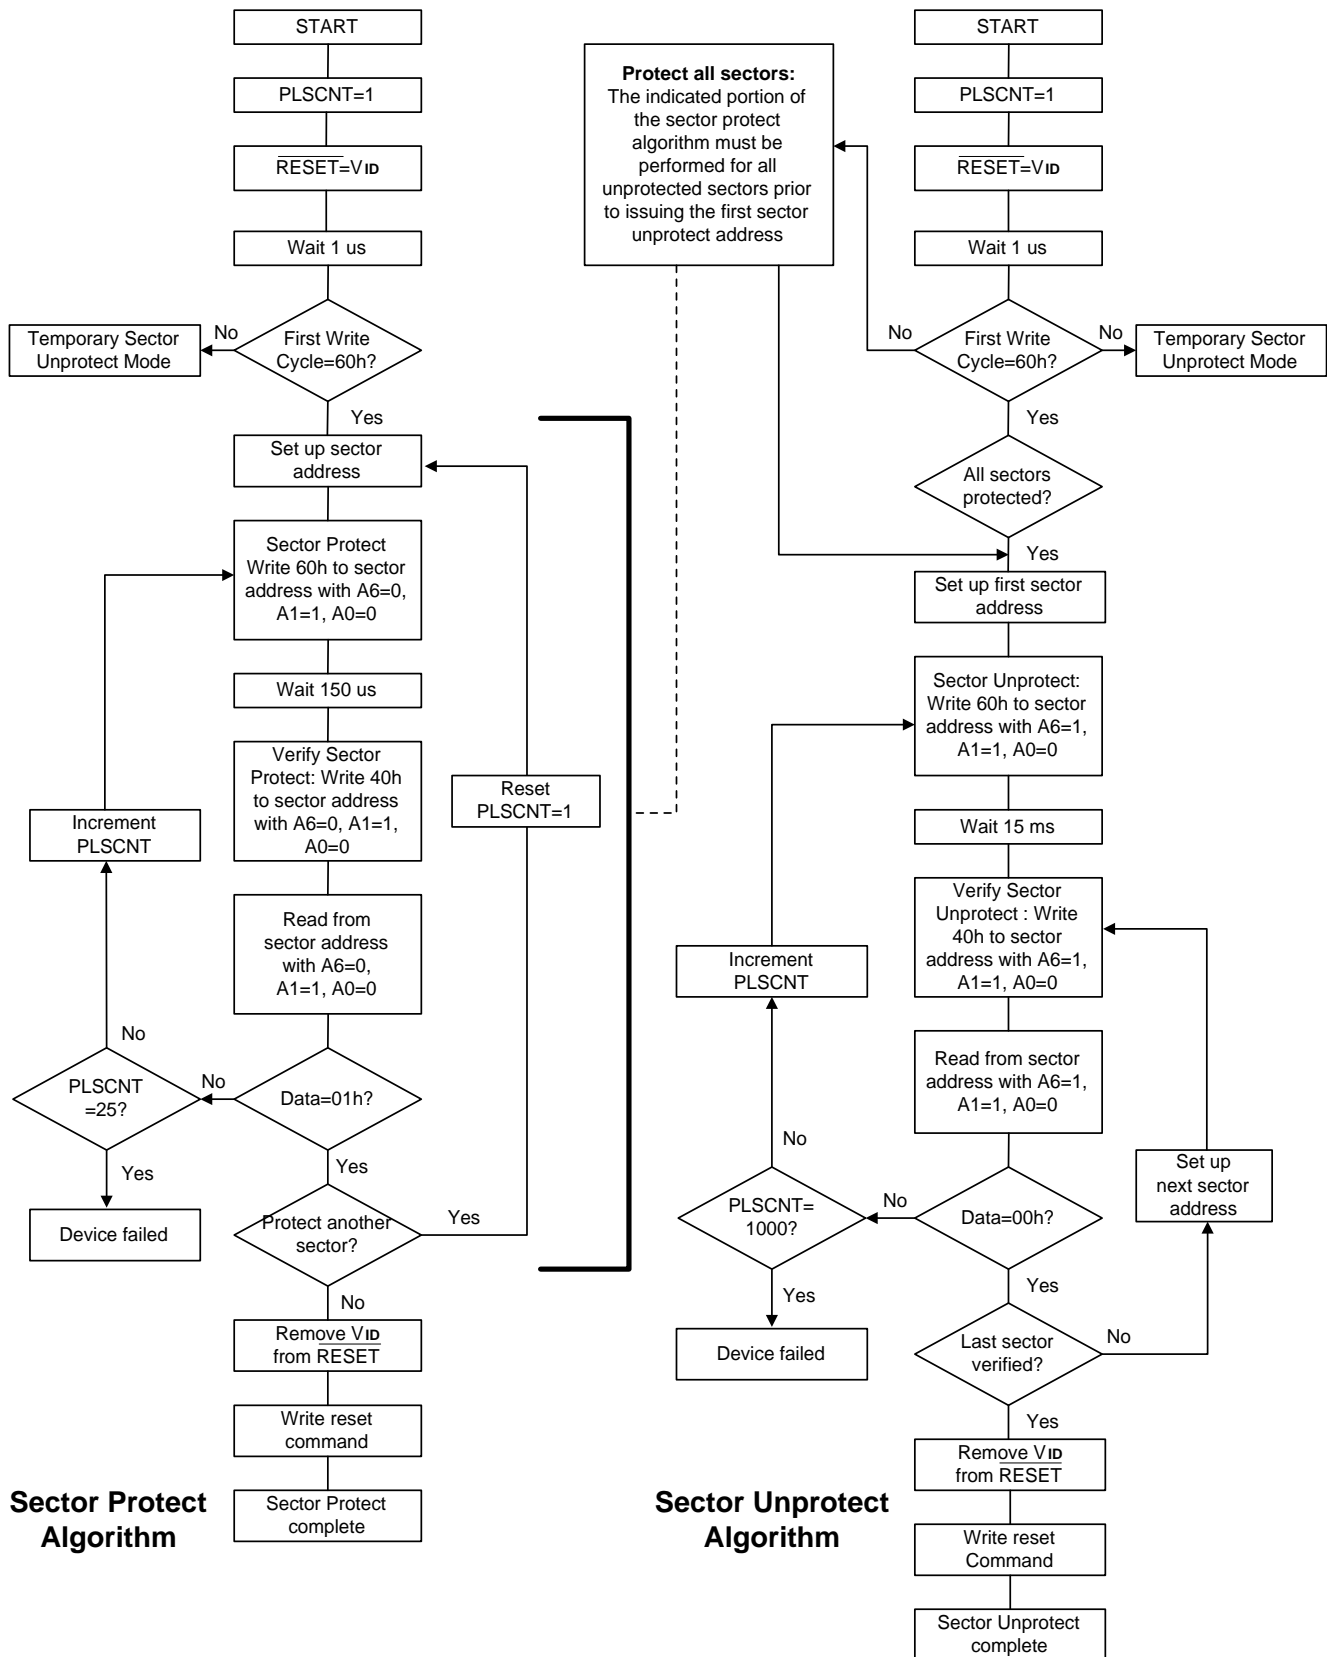 START
PLSCNT=1
RESET=VID
Wait 1 us
First Write
Cycle=60h?
No
Temporary Sector
Unprotect Mode
Yes
Set up sector
address
Sector Protect
Write 60h to sector
address with A6=0,
A1=1, A0=0
Wait 150 us
Verify Sector
Protect: Write 40h
to sector address
with A6=0, A1=1,
A0=0
Reset
PLSCNT=1
Increment
PLSCNT
Read from
sector address
with A6=0,
A1=1, A0=0
No
PLSCNT
=25?
No
Data=01h?
Yes
Yes
Device failed
Protect another
sector?
Yes
No
Remove VID
from RESET
Write reset
command
Sector Protect
complete
Sector Protect
Algorithm
Protect all sectors:
The indicated portion of
the sector protect
algorithm must be
performed for all
unprotected sectors prior
to issuing the first sector
unprotect address
START
PLSCNT=1
RESET=VID
Wait 1 us
No
First Write
Cycle=60h?
No
Temporary Sector
Unprotect Mode
Yes
All sectors
protected?
Yes
Set up first sector
address
Sector Unprotect:
Write 60h to sector
address with A6=1,
A1=1, A0=0
Wait 15 ms
Verify Sector
Unprotect : Write
40h to sector
address with A6=1,
A1=1, A0=0
Increment
PLSCNT
Read from sector
address with A6=1,
A1=1, A0=0
No
PLSCNT=
1000?
No
Data=00h?
Set up
next sector
address
Yes
Yes
Device failed
Last sector
verified?
No
Yes
Remove VID
from RESET
Write reset
Command
Sector Unprotect
complete
Sector Unprotect
Algorithm